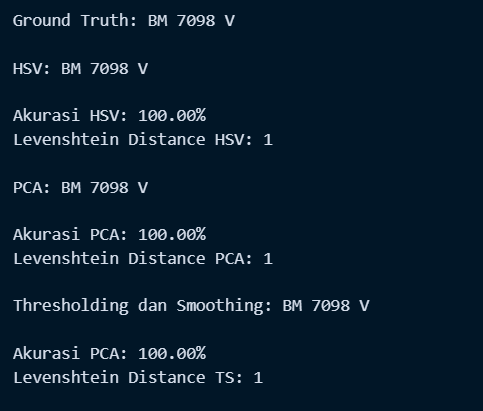 Ground Truth: BM 7098 V
HSV: BM 7098 V
Akurasi HSV: 100.00%
Levenshtein Distance HSV: 1
PCA: BM 7098 V
Akurasi PCA: 100.00%
Levenshtein Distance PCA: 1
Thresholding dan Smoothing: BM 7098 V
Akurasi PCA: 100.00%
Levenshtein Distance TS: 1